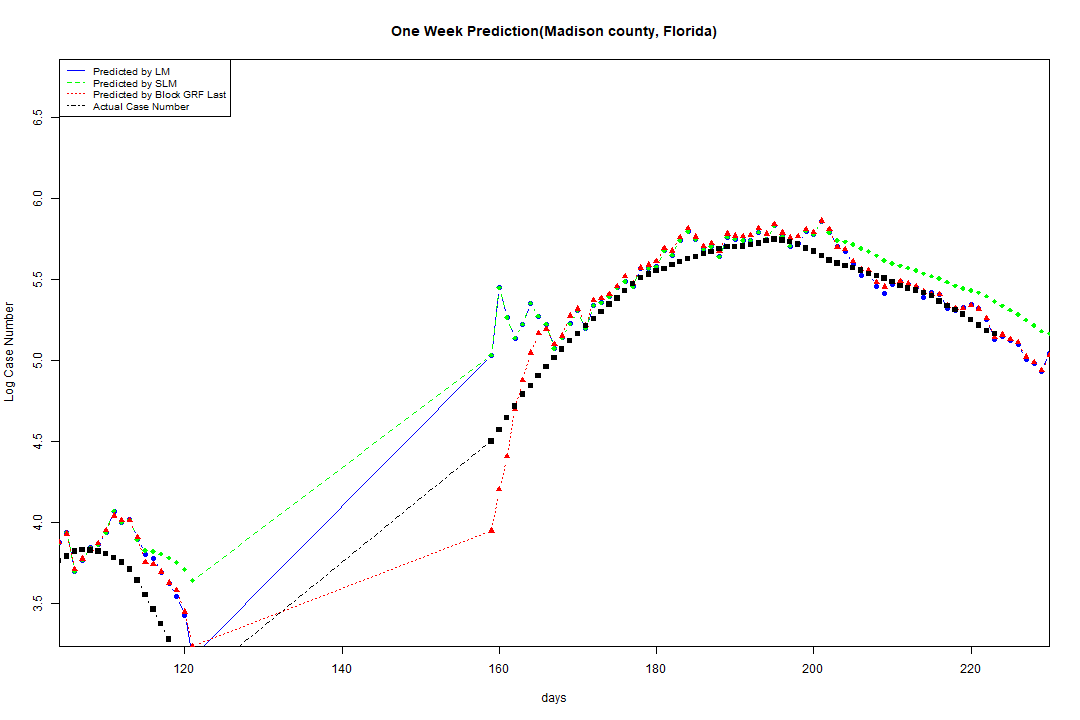 One Week Prediction(Madison county, Florida)
Predicted by LM
Predicted by SLM
Predicted by Block GRF Last
Actual Case Number
6.5
6.0
5.5
5.0
4.5
4.0
3.5
Log Case Number
120 140 160 180 200 220
days